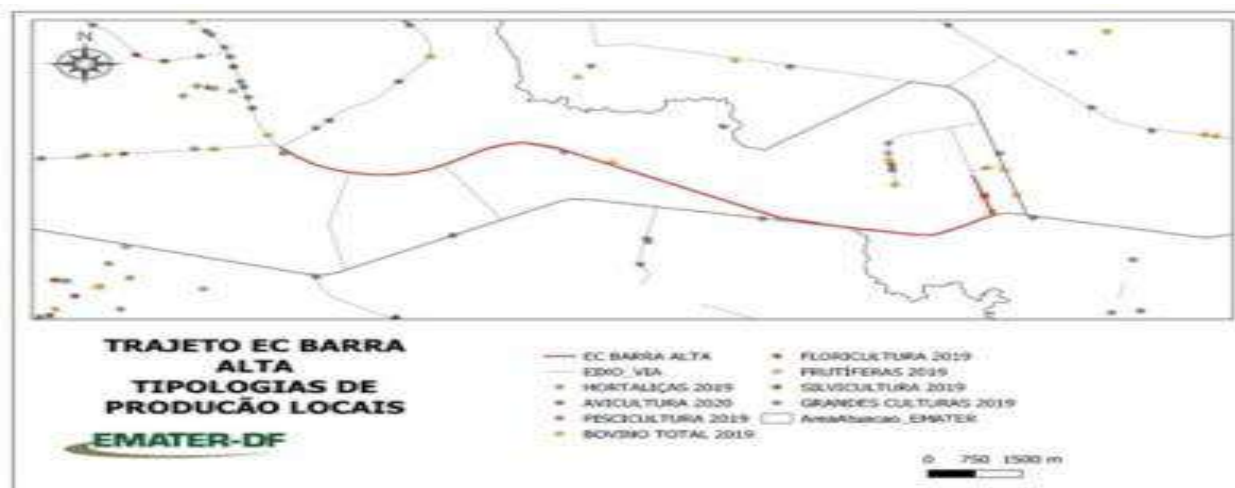 N
TRAJETO EC BARRA
ALTA
TIPOLOGIAS DE
PRODUCÃO LOCAIS
EMATER-DF
EC BARRA ALTA
EIXO_VIA
HORTALIÇAS 2019
AVICULTURA 2020
PISCICULTURA 2019
BOVINO TOTAL 2019
FLORICULTURA 2019
FRUTÍFERAS 2019
SILVICULTURA 2019
GRANDES CULTURAS 2019
AreaAtuacao_EMATER
0 750 1500 m